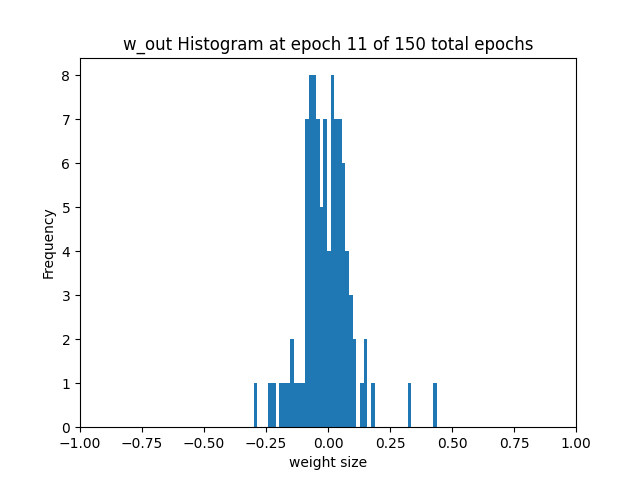 w_out Histogram at epoch 11 of 150 total epochs
Frequency
8
7
6
5
4
3
2
1
0
−1.00 −0.75 −0.50 −0.25 0.00 0.25 0.50 0.75 1.00
weight size